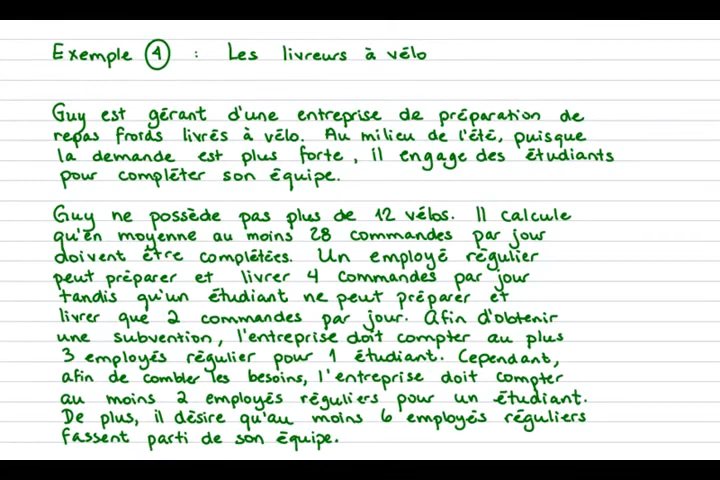 Exemple 4 : Les livreurs à vélo
Guy est gérant d'une entreprise de préparation de
repas froids livrés à vélo. Au milieu de l'été, puisque
la demande est plus forte, il engage des étudiants
pour compléter son équipe.
Guy ne possède pas plus de 12 vélos. Il calcule
qu'en moyenne au moins 28 commandes par jour
doivent être complétées. Un employé régulier
peut préparer et livrer 4 commandes par jour
tandis qu'un étudiant ne peut préparer et
livrer que 2 commandes par jour. Afin d'obtenir
une subvention, l'entreprise doit compter au plus
3 employés régulier pour 1 étudiant. Cependant,
afin de combler les besoins, l'entreprise doit compter
au moins 2 employés réguliers pour un étudiant.
De plus, il désire qu'au moins 6 employés réguliers
fassent parti de son équipe.